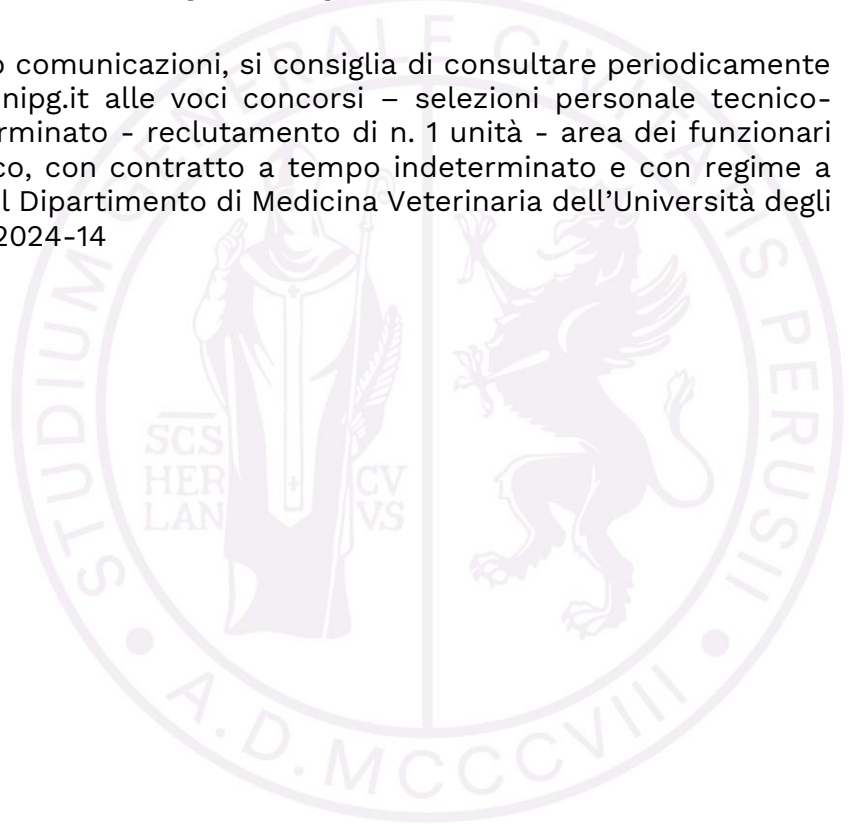 o comunicazioni, si consiglia di consultare periodicamente
nipg.it alle voci concorsi – selezioni personale tecnico-
rminato - reclutamento di n. 1 unità - area dei funzionari
co, con contratto a tempo indeterminato e con regime a
l Dipartimento di Medicina Veterinaria dell’Università degli
2024-14
STUDIUM GENERALE CIVITATIS PERUSII
SCS
HER
LAN
CV
VS
A.D. MCCCVIII